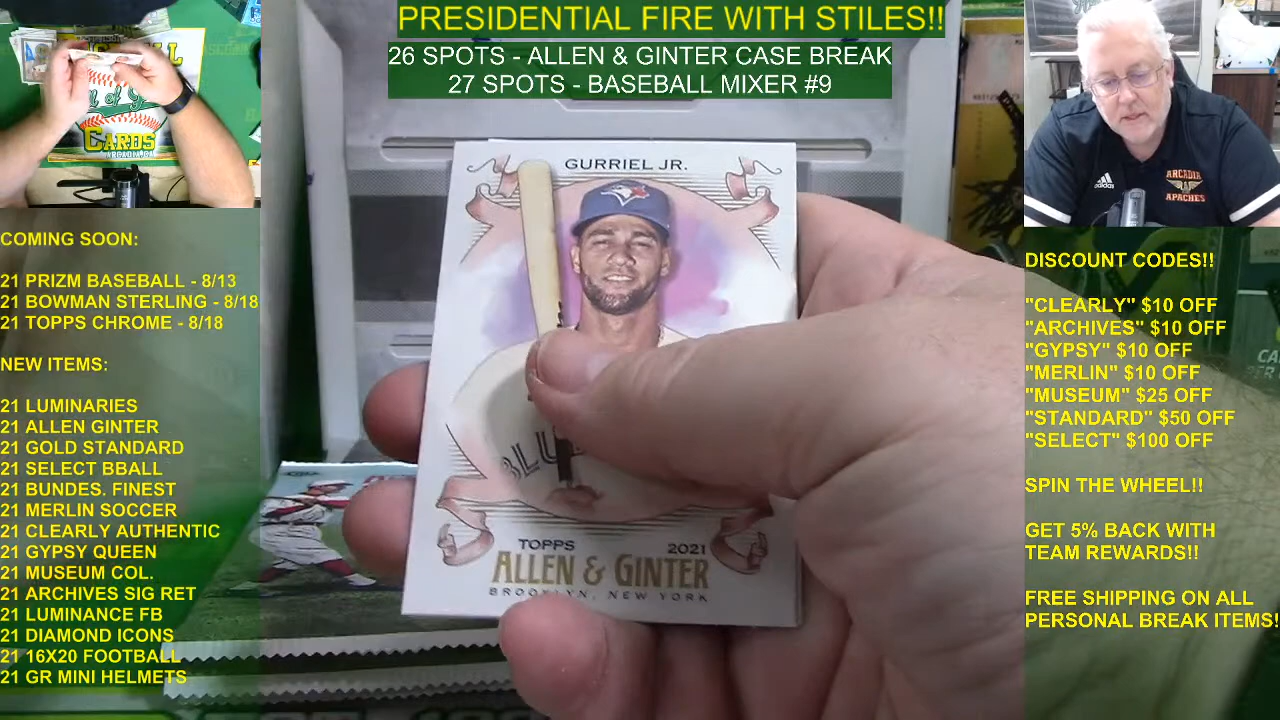 PRESIDENTIAL FIRE WITH STILES!!
26 SPOTS - ALLEN & GINTER CASE BREAK
27 SPOTS - BASEBALL MIXER #9
CARDS
COMING SOON:
21 PRIZM BASEBALL - 8/13
21 BOWMAN STERLING - 8/18
21 TOPPS CHROME - 8/18
NEW ITEMS:
21 LUMINARIES
21 ALLEN GINTER
21 GOLD STANDARD
21 SELECT BBALL
21 BUNDES. FINEST
21 MERLIN SOCCER
21 CLEARLY AUTHENTIC
21 GYPSY QUEEN
21 MUSEUM COL.
21 ARCHIVES SIG RET
21 LUMINANCE FB
21 DIAMOND ICONS
21 16X20 FOOTBALL
21 GR MINI HELMETS
GURRIEL JR.
BLU
TOPPS 2021
ALLEN & GINTER
BROOKLYN, NEW YORK
adidas
ARCADIA
APACHES
DISCOUNT CODES!!
"CLEARLY" $10 OFF
"ARCHIVES" $10 OFF
"GYPSY" $10 OFF
"MERLIN" $10 OFF
"MUSEUM" $25 OFF
"STANDARD" $50 OFF
"SELECT" $100 OFF
SPIN THE WHEEL!!
GET 5% BACK WITH
TEAM REWARDS!!
FREE SHIPPING ON ALL
PERSONAL BREAK ITEMS!